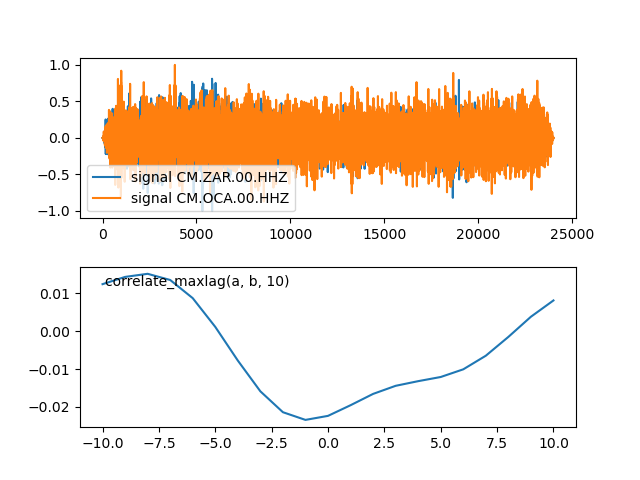 1.0
0.5
0.0
−0.5
−1.0
signal CM.ZAR.00.HHZ
signal CM.OCA.00.HHZ
0 5000 10000 15000 20000 25000
correlate_maxlag(a, b, 10)
0.01
0.00
−0.01
−0.02
−10.0 −7.5 −5.0 −2.5 0.0 2.5 5.0 7.5 10.0